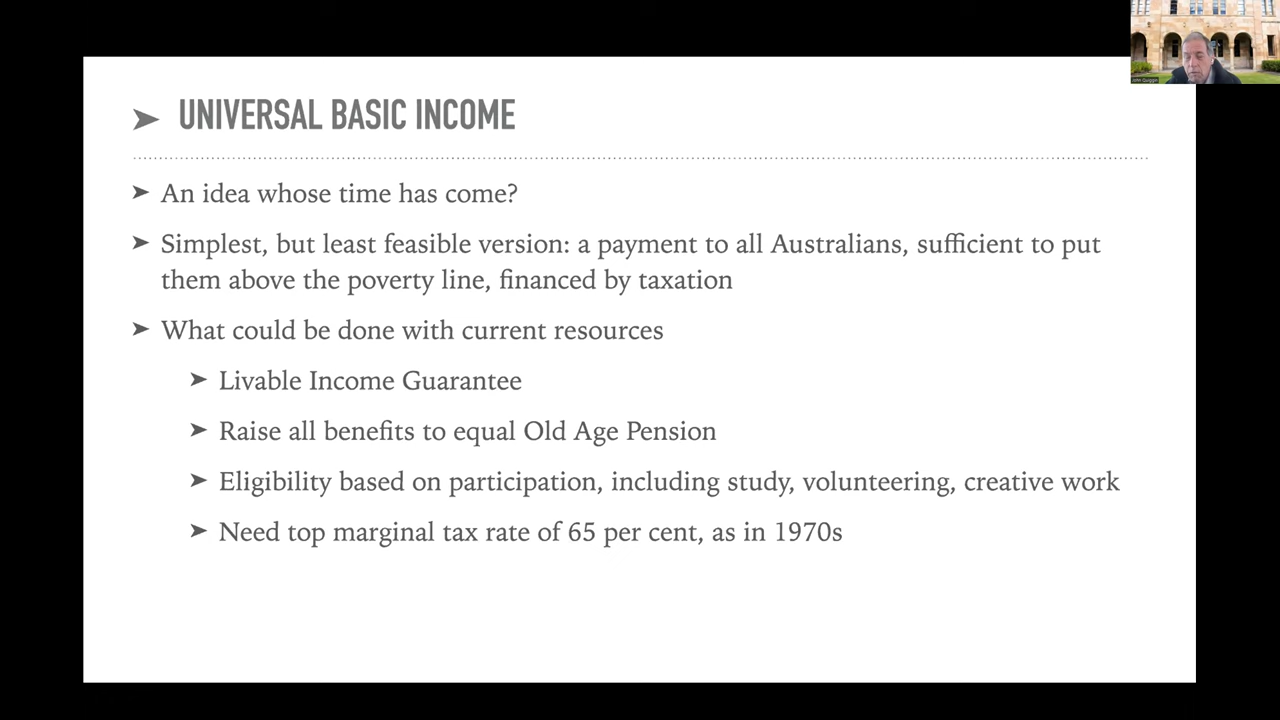 John Quiggin
➤ UNIVERSAL BASIC INCOME
➤ An idea whose time has come?
➤ Simplest, but least feasible version: a payment to all Australians, sufficient to put
them above the poverty line, financed by taxation
➤ What could be done with current resources
➤ Livable Income Guarantee
➤ Raise all benefits to equal Old Age Pension
➤ Eligibility based on participation, including study, volunteering, creative work
➤ Need top marginal tax rate of 65 per cent, as in 1970s